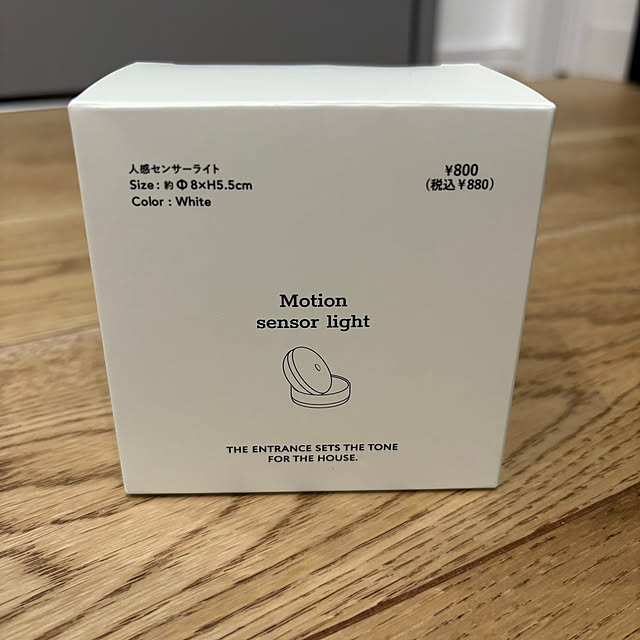 人感センサーライト
Size : 約 Φ 8×H5.5cm
Color : White
¥800
(税込¥880)
Motion
sensor light
THE ENTRANCE SETS THE TONE
FOR THE HOUSE.